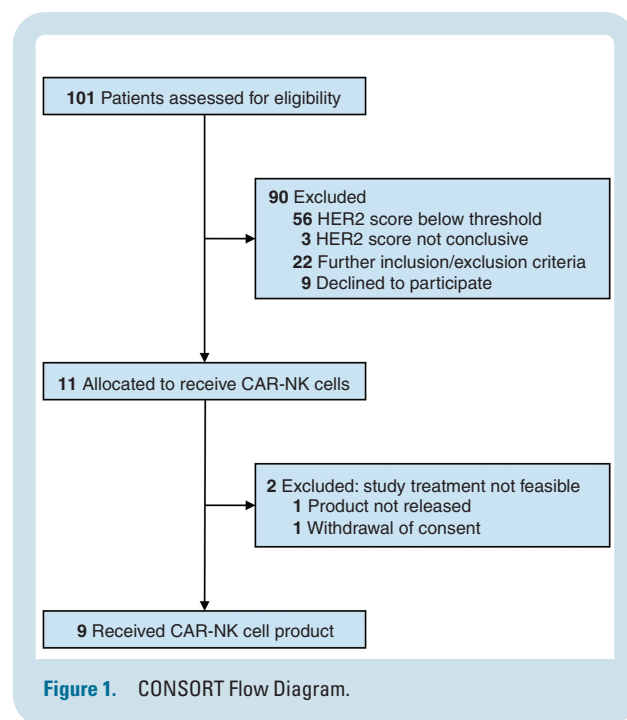 101 Patients assessed for eligibility
90 Excluded
56 HER2 score below threshold
3 HER2 score not conclusive
22 Further inclusion/exclusion criteria
9 Declined to participate
11 Allocated to receive CAR-NK cells
2 Excluded: study treatment not feasible
1 Product not released
1 Withdrawal of consent
9 Received CAR-NK cell product
Figure 1. CONSORT Flow Diagram.